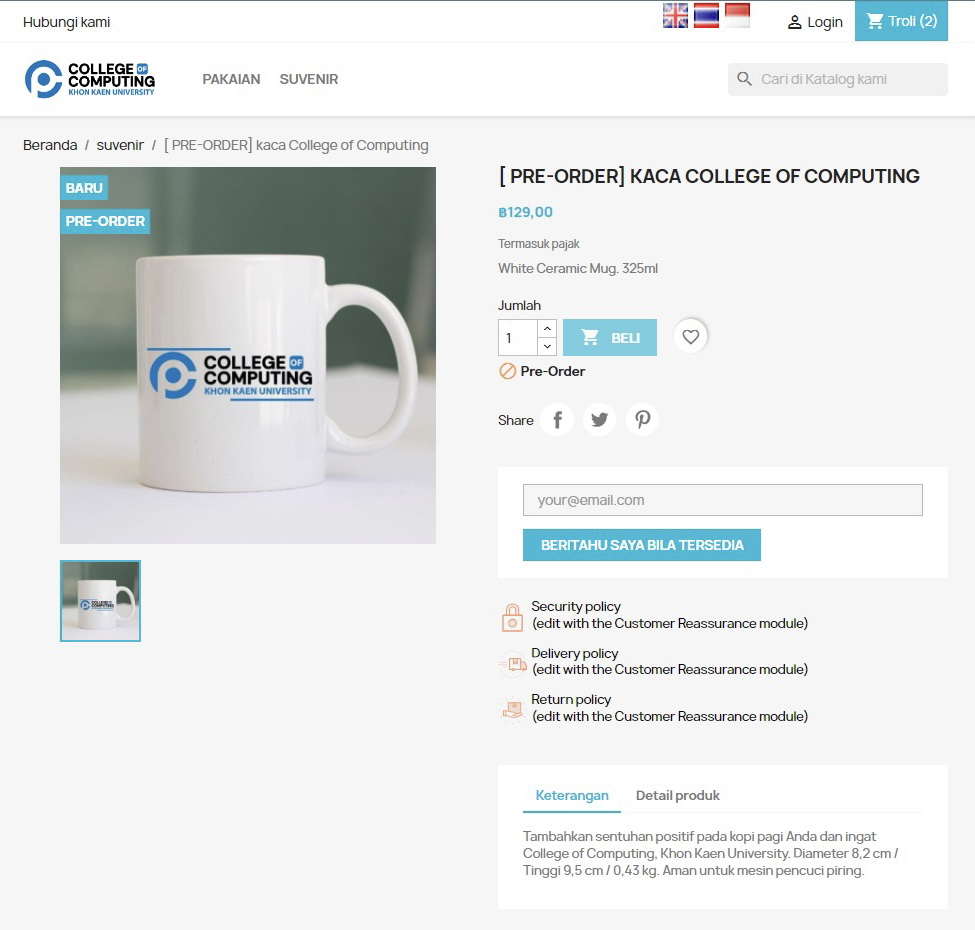 Hubungi kami
Login
Troli (2)
COLLEGE OF
COMPUTING
KHON KAEN UNIVERSITY
PAKAIAN
SUVENIR
Cari di Katalog kami
Beranda / suvenir / [ PRE-ORDER] kaca College of Computing
BARU
PRE-ORDER
COLLEGE OF
COMPUTING
KHON KAEN UNIVERSITY
COLLEGE OF
COMPUTING
KHON KAEN UNIVERSITY
[ PRE-ORDER] KACA COLLEGE OF COMPUTING
฿129,00
Termasuk pajak
White Ceramic Mug. 325ml
Jumlah
1
BELI
Pre-Order
Share
your@email.com
BERITAHU SAYA BILA TERSEDIA
Security policy
(edit with the Customer Reassurance module)
Delivery policy
(edit with the Customer Reassurance module)
Return policy
(edit with the Customer Reassurance module)
Keterangan
Detail produk
Tambahkan sentuhan positif pada kopi pagi Anda dan ingat
College of Computing, Khon Kaen University. Diameter 8,2 cm /
Tinggi 9,5 cm / 0,43 kg. Aman untuk mesin pencuci piring.